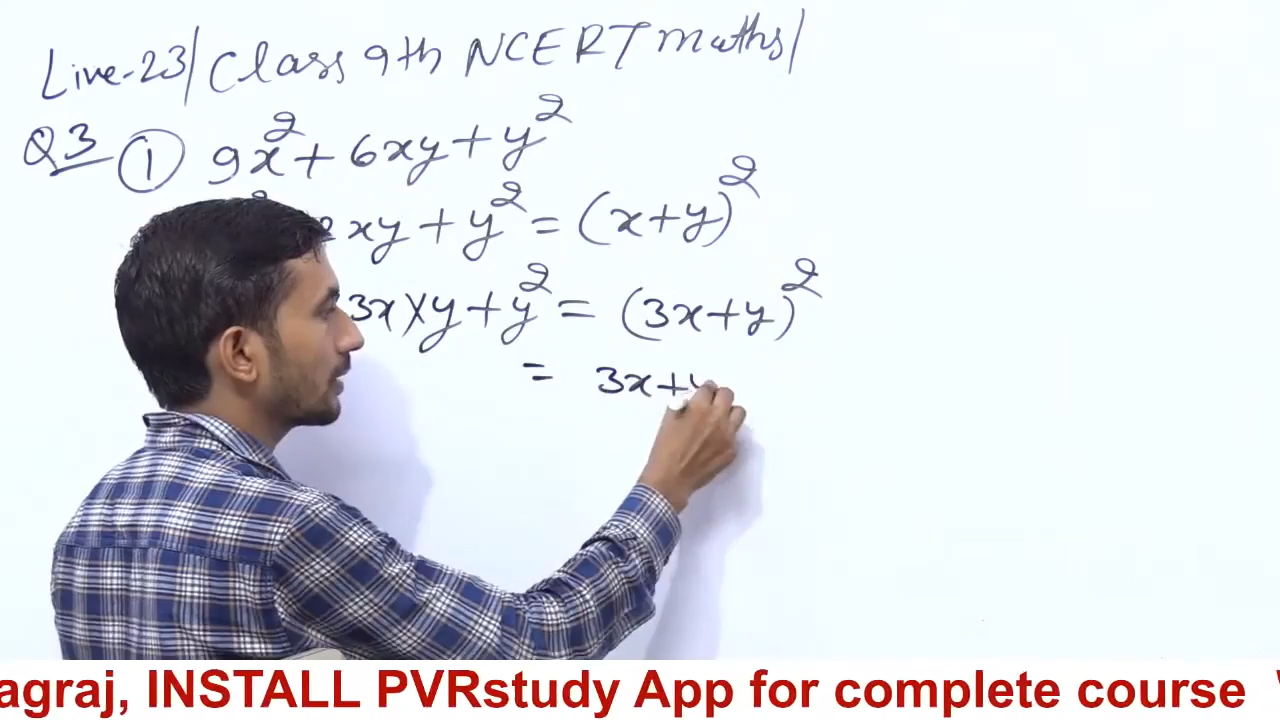 Live-23/Class 9th NCERT maths/
Q3 ① 9x²+6xy+y²
xy+y²=(x+y)²
3x)xy+y²=(3x+y)²
= 3x+y
agraj, INSTALL PVRstudy App for complete course